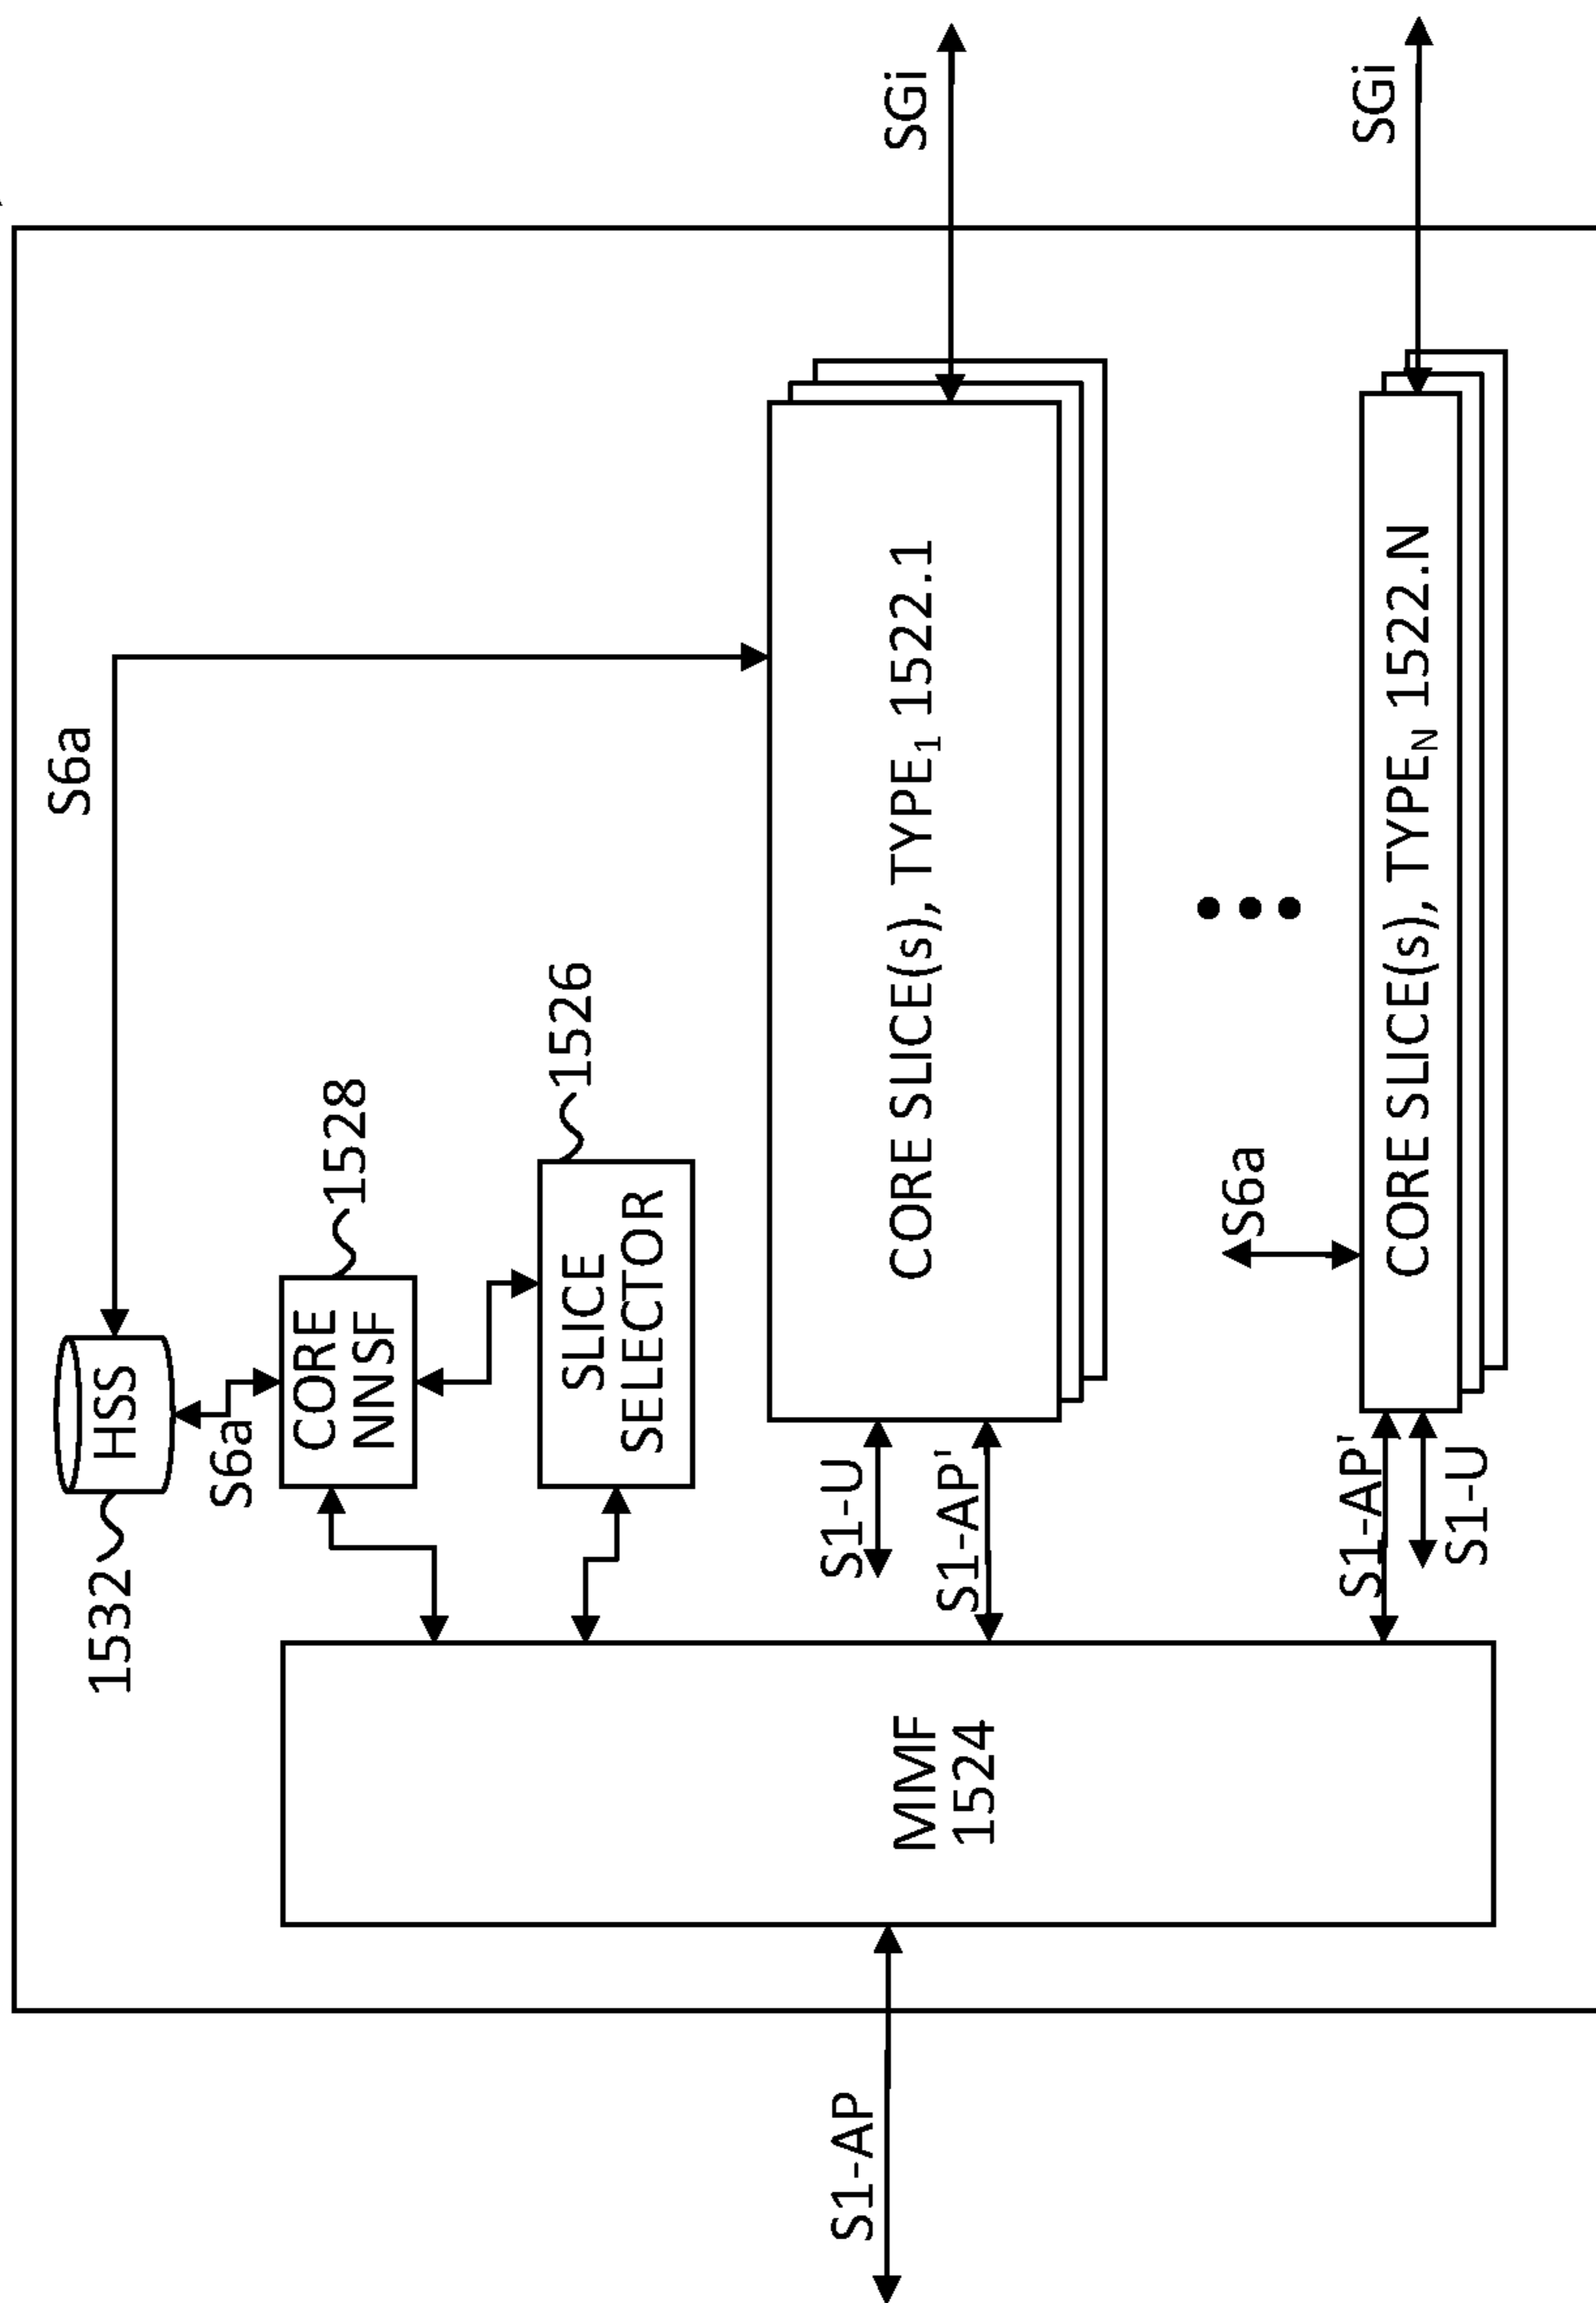 S6a
HSS
1532
S6a
CORE
NNSF
1528
SLICE
SELECTOR
1526
MMF
1524
S1-AP
S1-U
S1-AP'
CORE SLICE(s), TYPE₁ 1522.1
SGi
S6a
S1-AP'
S1-U
CORE SLICE(s), TYPE_N 1522.N
SGi